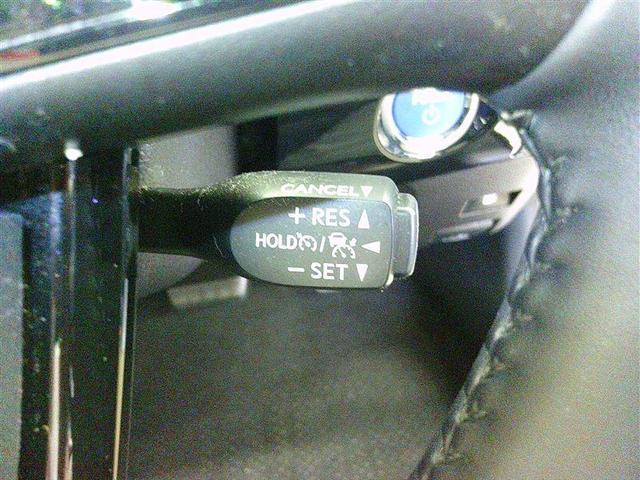 CANCEL▼
+ RES ▲
HOLD / ◀
− SET ▼